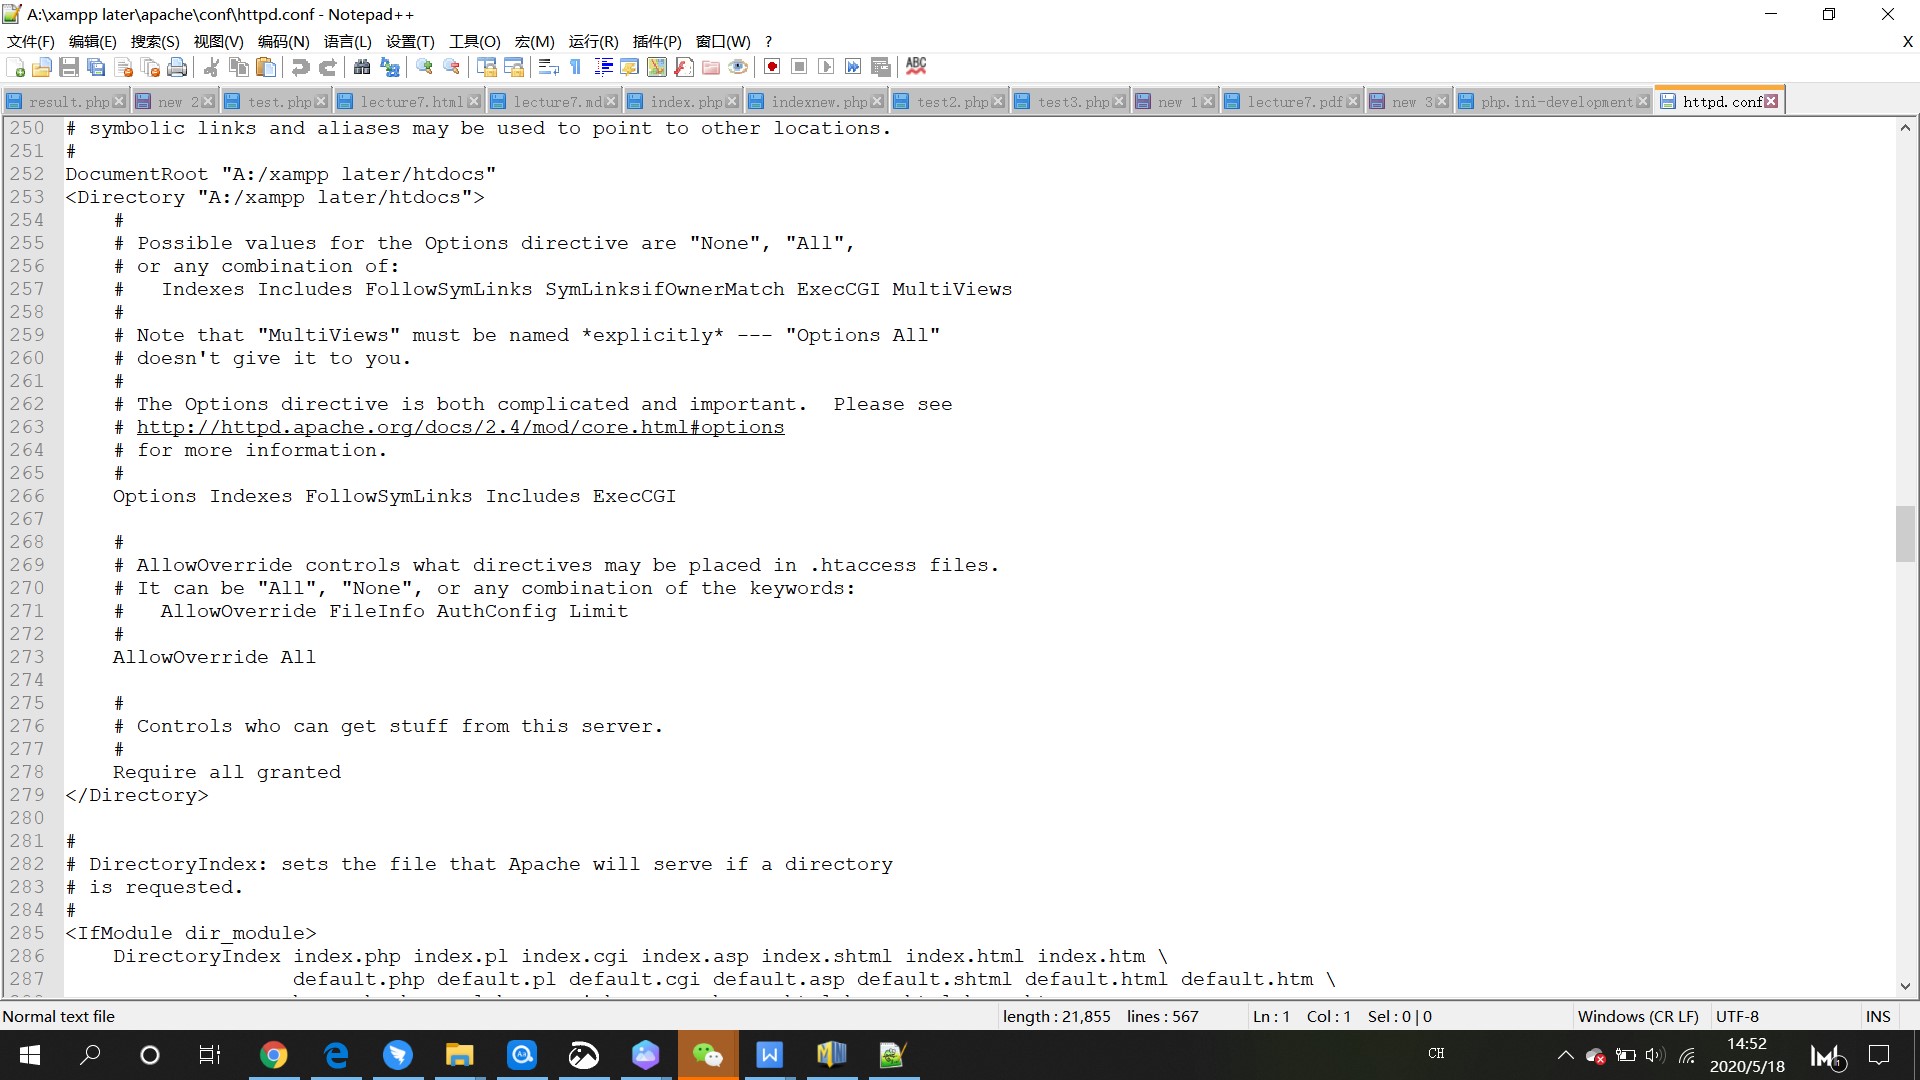 A:\xampp later\apache\conf\httpd.conf - Notepad++
文件(F) 编辑(E) 搜索(S) 视图(V) 编码(N) 语言(L) 设置(T) 工具(O) 宏(M) 运行(R) 插件(P) 窗口(W) ? X
ABC
result.php new 2 test.php lecture7.html lecture7.md index.php indexnew.php test2.php test3.php new 1 lecture7.pdf new 3 php.ini-development httpd.conf
250 # symbolic links and aliases may be used to point to other locations.
251 #
252 DocumentRoot "A:/xampp later/htdocs"
253 <Directory "A:/xampp later/htdocs">
254 #
255 # Possible values for the Options directive are "None", "All",
256 # or any combination of:
257 #   Indexes Includes FollowSymLinks SymLinksifOwnerMatch ExecCGI MultiViews
258 #
259 # Note that "MultiViews" must be named *explicitly* --- "Options All"
260 # doesn't give it to you.
261 #
262 # The Options directive is both complicated and important.  Please see
263 # http://httpd.apache.org/docs/2.4/mod/core.html#options
264 # for more information.
265 #
266 Options Indexes FollowSymLinks Includes ExecCGI
267
268 #
269 # AllowOverride controls what directives may be placed in .htaccess files.
270 # It can be "All", "None", or any combination of the keywords:
271 #   AllowOverride FileInfo AuthConfig Limit
272 #
273 AllowOverride All
274
275 #
276 # Controls who can get stuff from this server.
277 #
278 Require all granted
279 </Directory>
280
281 #
282 # DirectoryIndex: sets the file that Apache will serve if a directory
283 # is requested.
284 #
285 <IfModule dir_module>
286 DirectoryIndex index.php index.pl index.cgi index.asp index.shtml index.html index.htm \
287 default.php default.pl default.cgi default.asp default.shtml default.html default.htm \
Normal text file length : 21,855 lines : 567 Ln : 1 Col : 1 Sel : 0 | 0 Windows (CR LF) UTF-8 INS
CH
14:52
2020/5/18